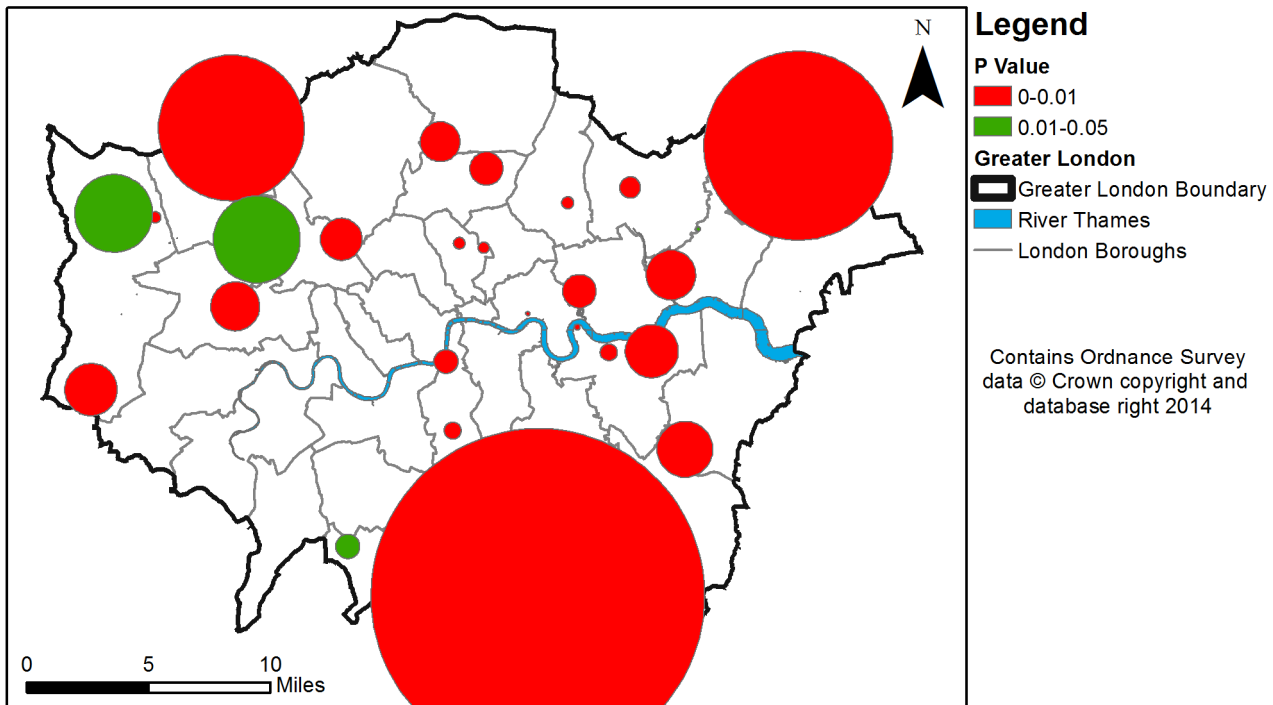 N
0 5 10
Miles
Legend
P Value
0-0.01
0.01-0.05
Greater London
Greater London Boundary
River Thames
London Boroughs
Contains Ordnance Survey
data © Crown copyright and
database right 2014